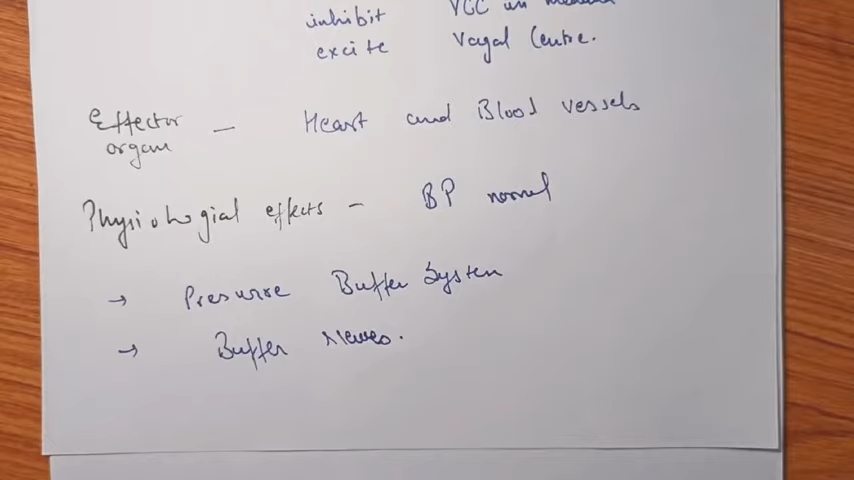 inhibit VCC in
excite Vagal Centre.
Effector organ — Heart and Blood vessels
Physiological effects - BP normal
→ Presurse Buffer System
→ Buffer Nerves.